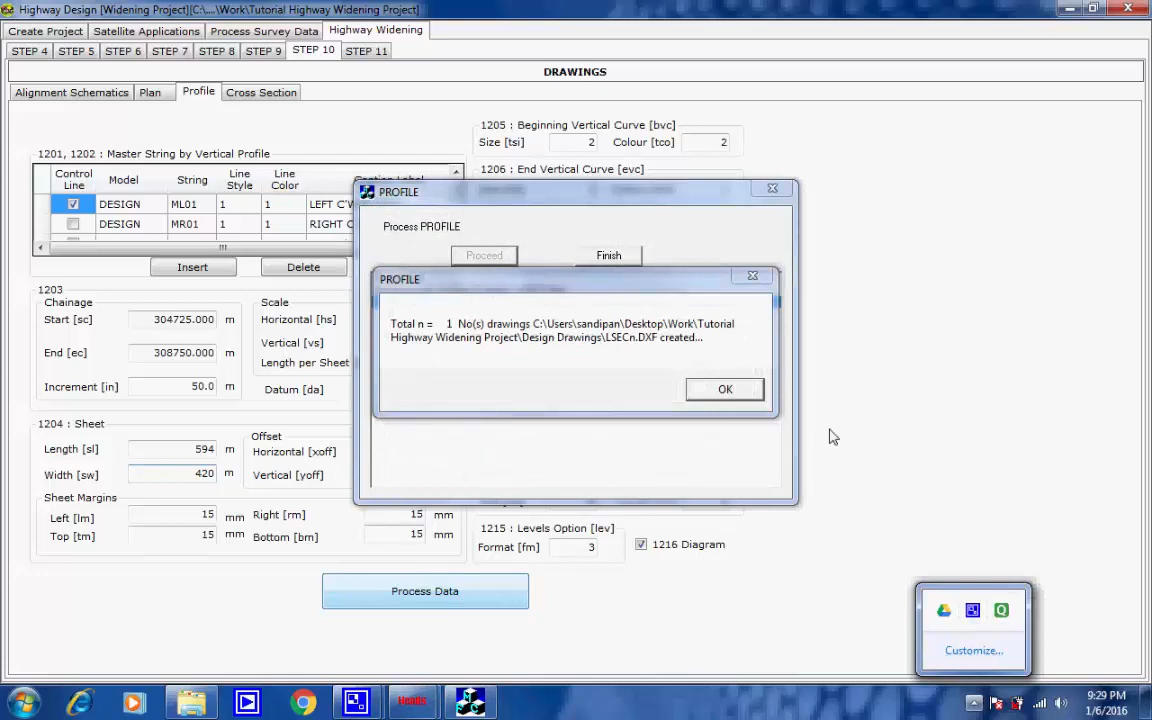 Highway Design [Widening Project][C:\....\Work\Tutorial Highway Widening Project]
Create Project Satellite Applications Process Survey Data Highway Widening
STEP 4 STEP 5 STEP 6 STEP 7 STEP 8 STEP 9 STEP 10 STEP 11
DRAWINGS
Alignment Schematics Plan Profile Cross Section
1201, 1202 : Master String by Vertical Profile
Control Line Model String Line Style Line Color
DESIGN ML01 1 1 LEFT C'W
DESIGN MR01 1 1 RIGHT C
Insert Delete
1203
Chainage
Start [sc] 304725.000 m
End [ec] 308750.000 m
Increment [in] 50.0 m
Scale
Horizontal [hs]
Vertical [vs]
Length per Sheet
Datum [da]
1204 : Sheet
Length [sl] 594 m
Width [sw] 420 m
Offset
Horizontal [xoff]
Vertical [yoff]
Sheet Margins
Left [lm] 15 mm Right [rm] 15 mm
Top [tm] 15 mm Bottom [bm] 15 mm
Process Data
1205 : Beginning Vertical Curve [bvc]
Size [tsi] 2 Colour [tco] 2
1206 : End Vertical Curve [evc]
1215 : Levels Option [lev]
Format [fm] 3
1216 Diagram
PROFILE
Process PROFILE
Proceed Finish
PROFILE
Total n = 1 No(s) drawings C:\Users\sandipan\Desktop\Work\Tutorial
Highway Widening Project\Design Drawings\LSECn.DXF created...
OK
Customize...
Heads
9:29 PM
1/6/2016